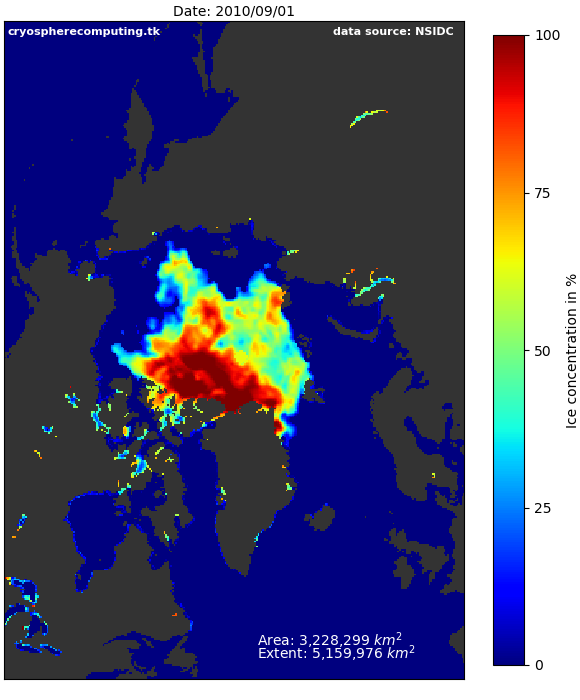 Date: 2010/09/01
cryospherecomputing.tk
data source: NSIDC
100
75
50
25
0
Ice concentration in %
Area: 3,228,299 km²
Extent: 5,159,976 km²